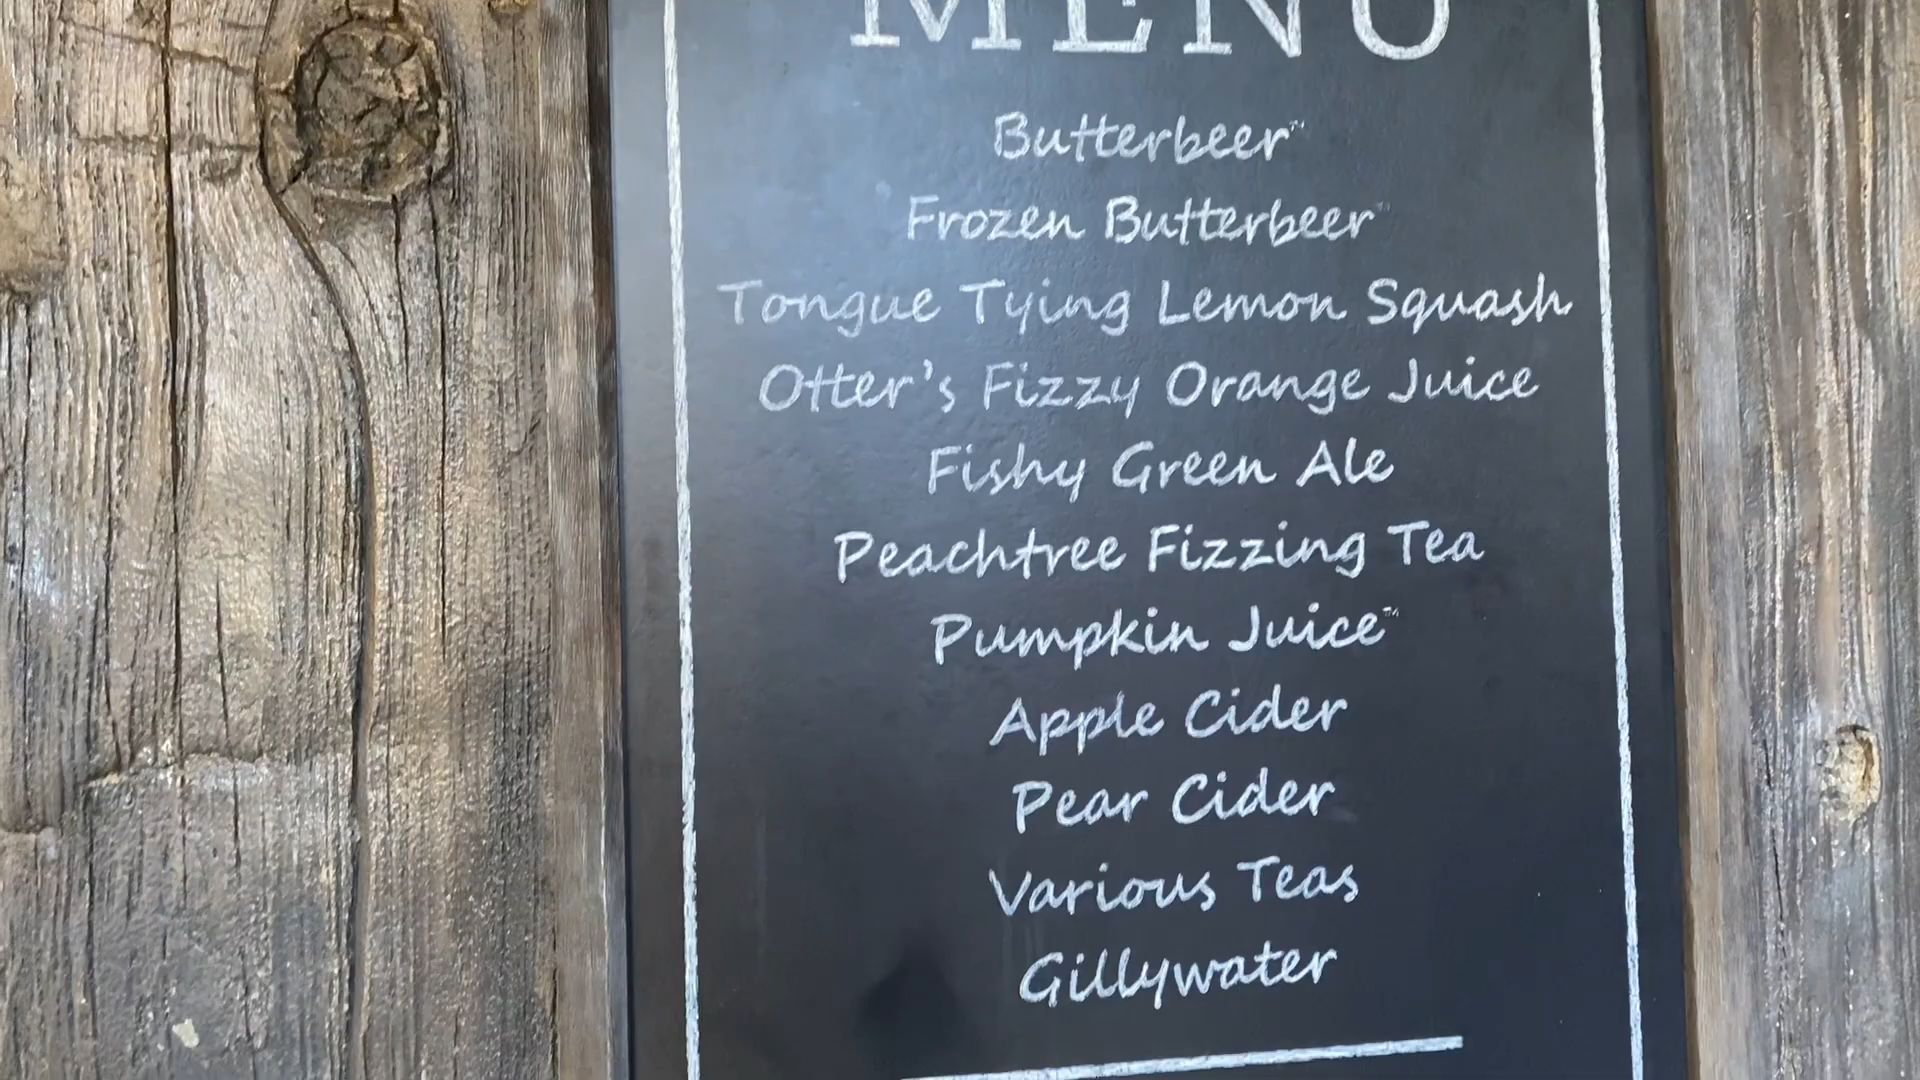 MENU
Butterbeer™
Frozen Butterbeer™
Tongue Tying Lemon Squash
Otter's Fizzy Orange Juice
Fishy Green Ale
Peachtree Fizzing Tea
Pumpkin Juice™
Apple Cider
Pear Cider
Various Teas
Gillywater